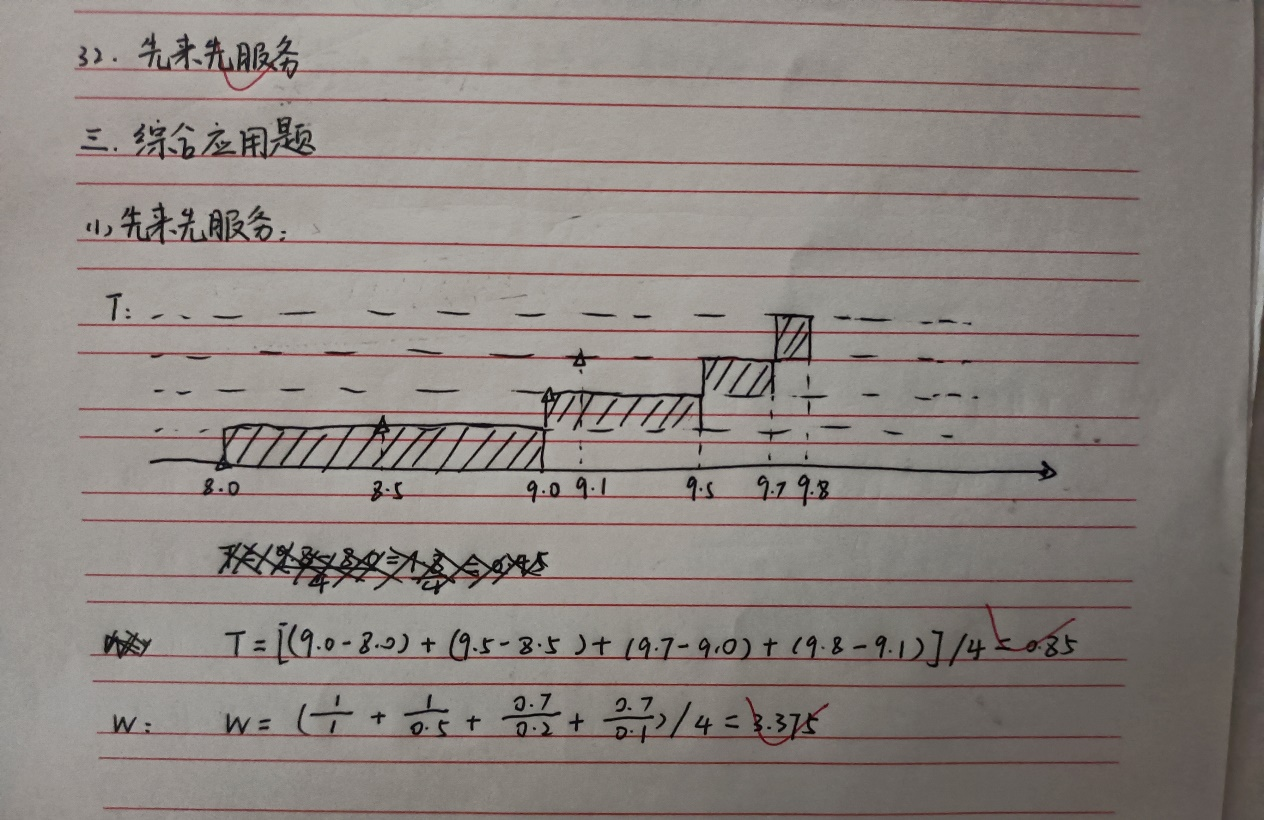 32. 先来先服务
三. 综合应用题
(1) 先来先服务:
T:
8.0 8.5 9.0 9.1 9.5 9.7 9.8
T=[(9.0-8.0)+(9.5-8.5)+(9.7-9.0)+(9.8-9.1)]/4=0.85
W: W=(1/1+1/0.5+0.7/0.2+0.7/0.1)/4=3.375